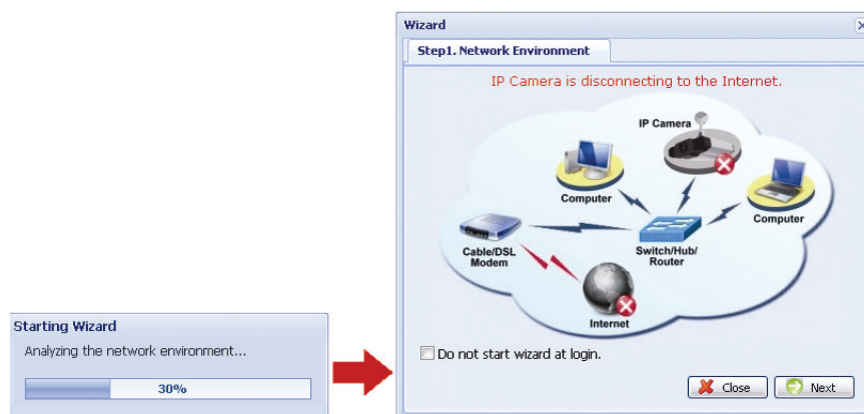 Starting Wizard
Analyzing the network environment...
30%
Wizard
Step1. Network Environment
IP Camera is disconnecting to the Internet.
IP Camera
Computer
Computer
Cable/DSL
Modem
Switch/Hub/
Router
Internet
Do not start wizard at login.
Close
Next